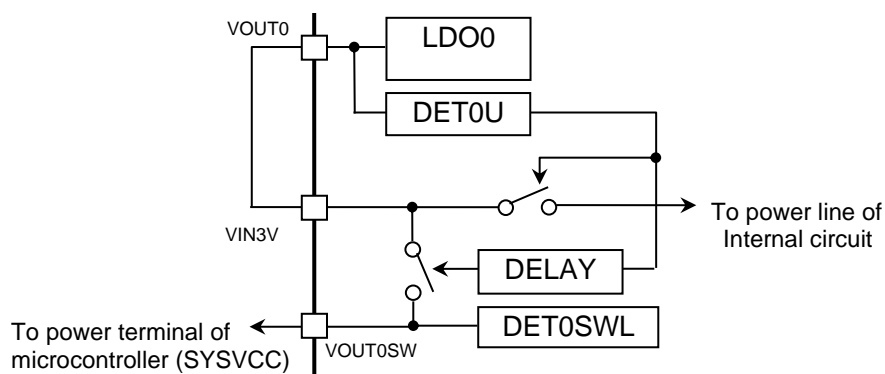 VOUT0
LDO0
DET0U
VIN3V
To power line of
Internal circuit
DELAY
To power terminal of
microcontroller (SYSVCC)
VOUT0SW
DET0SWL